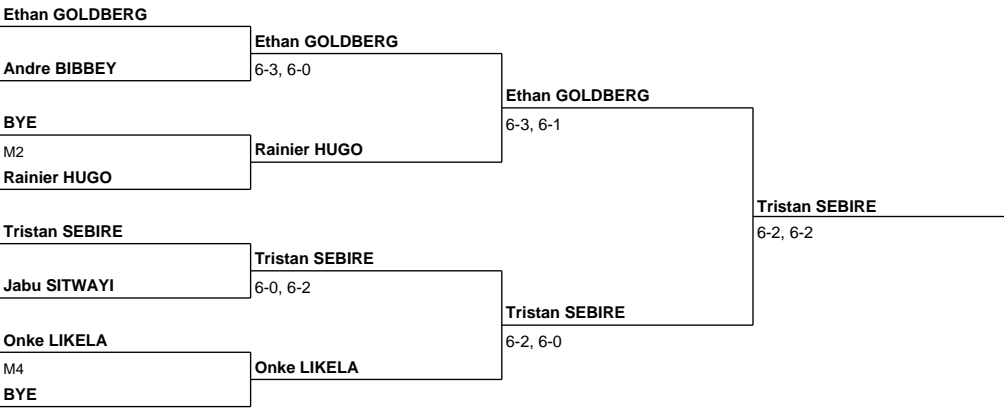 Ethan GOLDBERG
Andre BIBBEY
BYE
M2
Rainier HUGO
Tristan SEBIRE
Jabu SITWAYI
Onke LIKELA
M4
BYE
Ethan GOLDBERG
6-3, 6-0
Rainier HUGO
Tristan SEBIRE
6-0, 6-2
Onke LIKELA
Ethan GOLDBERG
6-3, 6-1
Tristan SEBIRE
6-2, 6-0
Tristan SEBIRE
6-2, 6-2